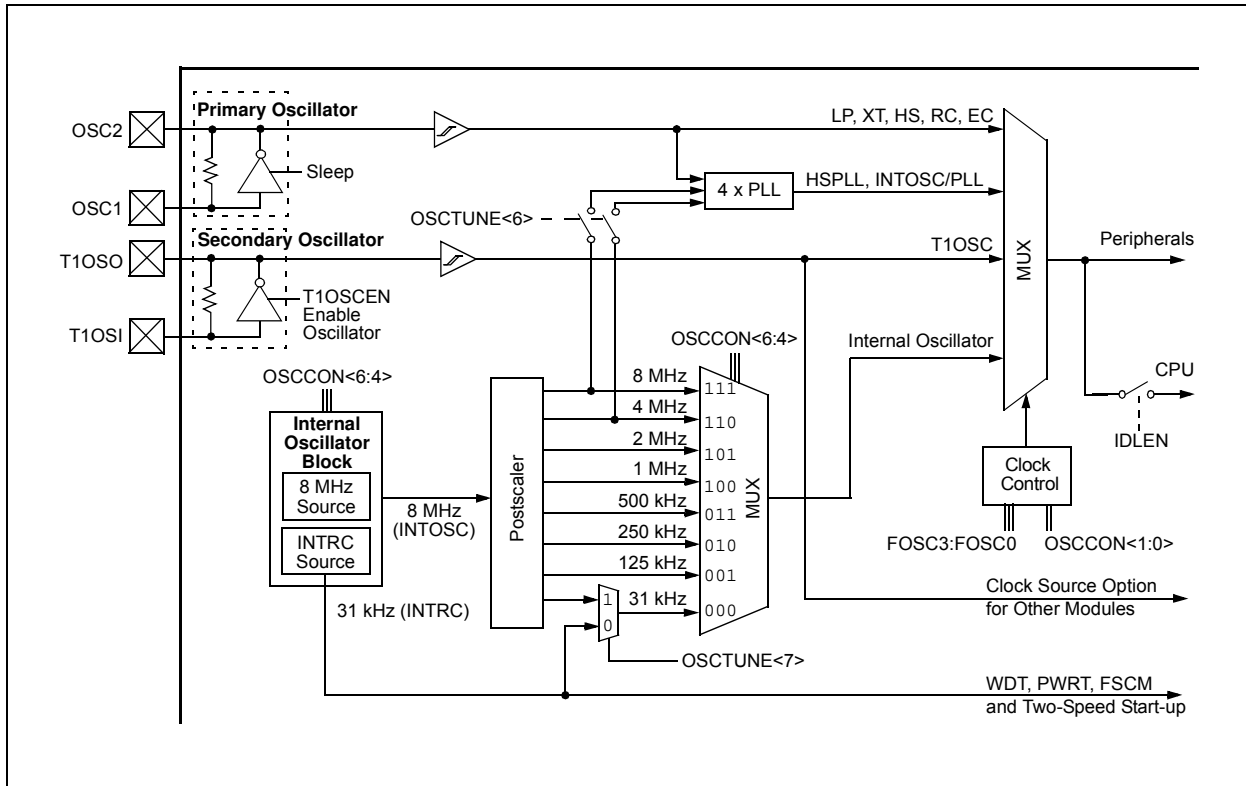 Primary Oscillator
OSC2
Sleep
OSC1
LP, XT, HS, RC, EC
4 x PLL
HSPLL, INTOSC/PLL
OSCTUNE<6>
Secondary Oscillator
T1OSO
T1OSCEN
Enable
Oscillator
T1OSI
T1OSC
MUX
Peripherals
Internal Oscillator
CPU
IDLEN
Clock
Control
FOSC3:FOSC0
OSCCON<1:0>
OSCCON<6:4>
Internal
Oscillator
Block
8 MHz
Source
INTRC
Source
8 MHz
(INTOSC)
31 kHz (INTRC)
Postscaler
OSCCON<6:4>
8 MHz
111
4 MHz
110
2 MHz
101
1 MHz
100
500 kHz
011
250 kHz
010
125 kHz
001
1
0
31 kHz
000
MUX
OSCTUNE<7>
Clock Source Option
for Other Modules
WDT, PWRT, FSCM
and Two-Speed Start-up